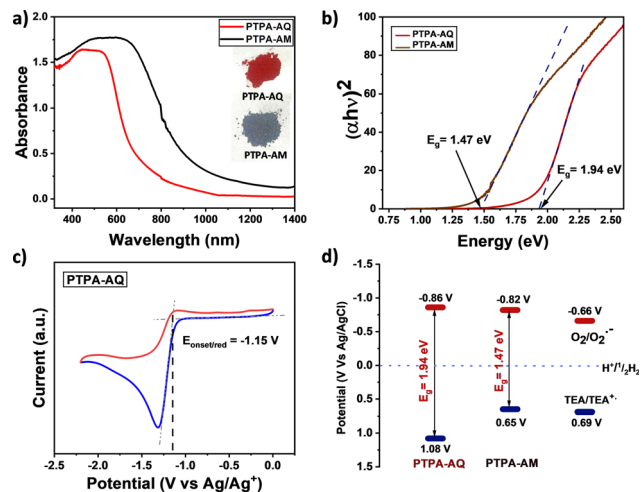 a)
PTPA-AQ
PTPA-AM
PTPA-AQ
PTPA-AM
Absorbance
2.0
1.5
1.0
0.5
0.0
400 600 800 1000 1200 1400
Wavelength (nm)
b)
PTPA-AQ
PTPA-AM
(αhν)²
100
80
60
40
20
0
E_g= 1.47 eV
E_g= 1.94 eV
0.75 1.00 1.25 1.50 1.75 2.00 2.25 2.50
Energy (eV)
c)
PTPA-AQ
Current (a.u.)
E_onset/red = -1.15 V
-2.5 -2.0 -1.5 -1.0 -0.5 0.0
Potential (V vs Ag/Ag⁺)
d)
Potential (V Vs Ag/AgCl)
-1.5
-1.0
-0.5
0.0
0.5
1.0
1.5
-0.86 V
-0.82 V
-0.66 V
O₂/O₂˙⁻
E_g= 1.94 eV
E_g= 1.47 eV
H⁺/¹/₂H₂
TEA/TEA⁺˙
0.65 V
0.69 V
1.08 V
PTPA-AQ
PTPA-AM